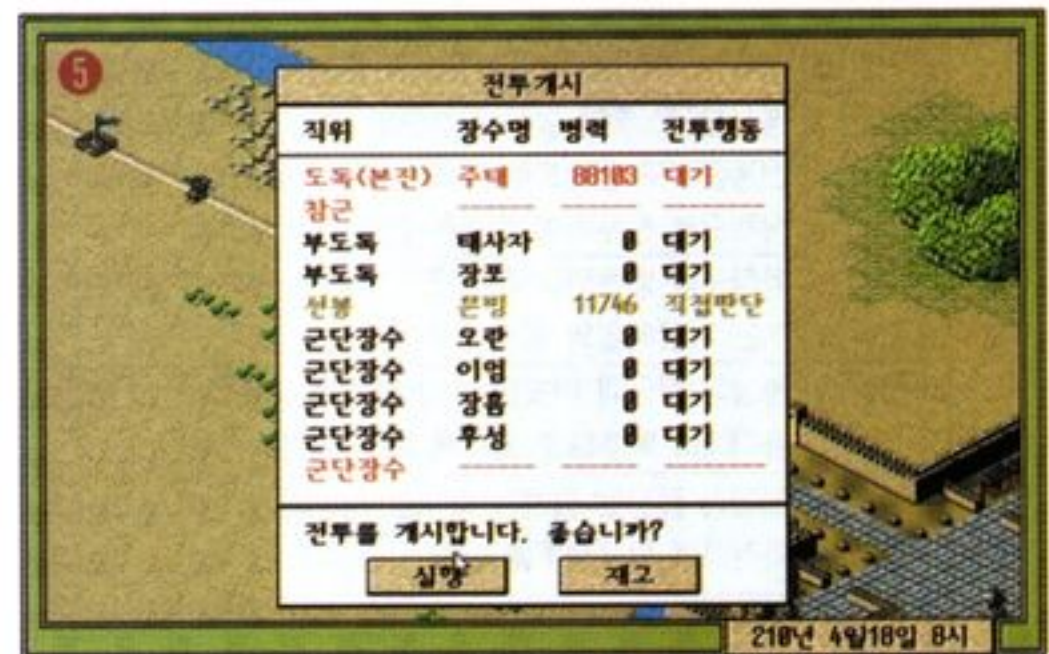 5
전투개시
직위 장수명 병력 전투행동
도독(본진) 주태 88103 대기
참군 ------ ------ --------
부도독 태사자 0 대기
부도독 장포 0 대기
선봉 11746 직접판단
군단장수 오란 0 대기
군단장수 이엄 0 대기
군단장수 장흠 0 대기
군단장수 후성 0 대기
군단장수 ------ ------ --------
전투를 개시합니다. 좋습니까?
실행 재고
210년 4월18일 8시